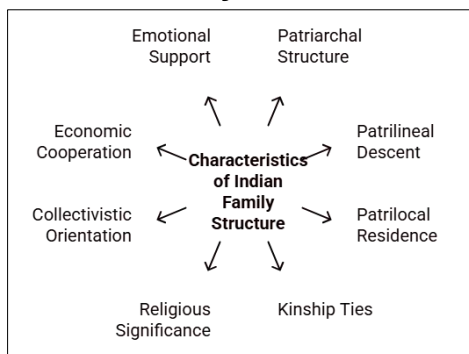 Emotional
Support
Patriarchal
Structure
Economic
Cooperation
Characteristics
of Indian
Family
Structure
Patrilineal
Descent
Collectivistic
Orientation
Patrilocal
Residence
Religious
Significance
Kinship Ties